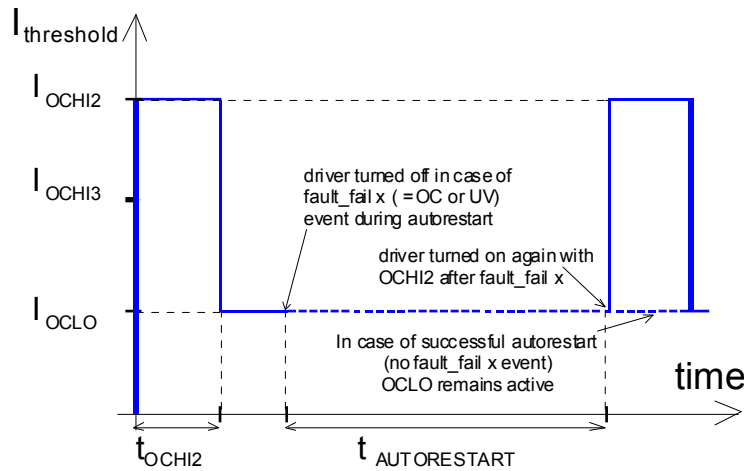 I threshold
I OCHI2
I OCHI3
I OCLO
driver turned off in case of
fault_fail x ( =OC or UV)
event during autorestart
driver turned on again with
OCHI2 after fault_fail x
In case of successful autorestart
(no fault_fail x event)
OCLO remains active
time
t OCHI2
t AUTORESTART